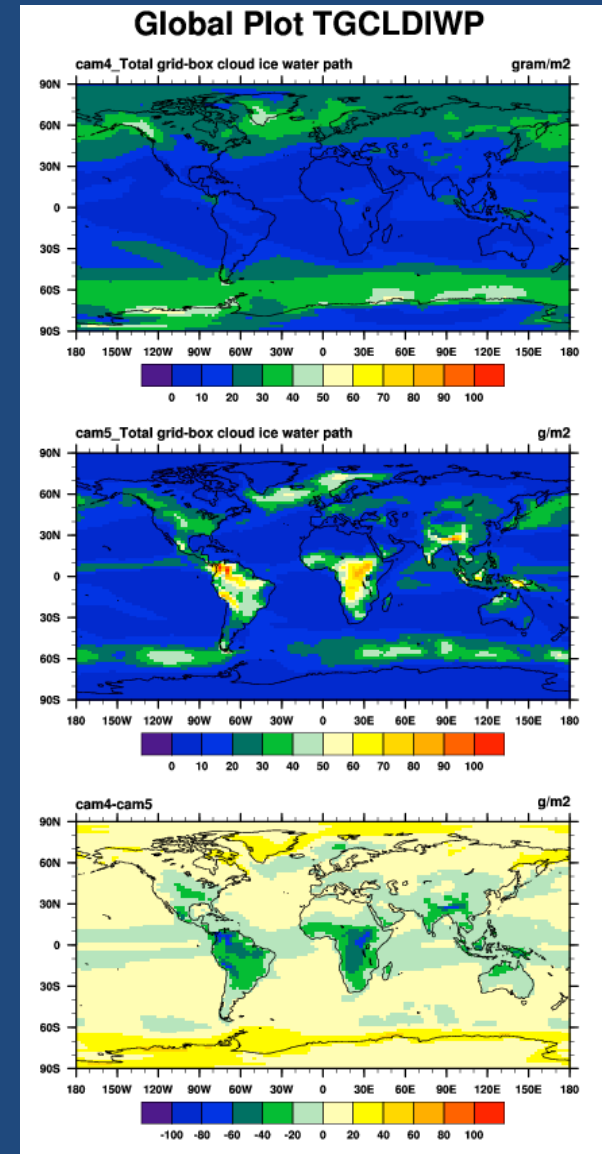 Global Plot TGCLDIWP
cam4_Total grid-box cloud ice water path gram/m2
90N
60N
30N
0
30S
60S
90S
180 150W 120W 90W 60W 30W 0 30E 60E 90E 120E 150E 180
0 10 20 30 40 50 60 70 80 90 100
cam5_Total grid-box cloud ice water path g/m2
90N
60N
30N
0
30S
60S
90S
180 150W 120W 90W 60W 30W 0 30E 60E 90E 120E 150E 180
0 10 20 30 40 50 60 70 80 90 100
cam4-cam5 g/m2
90N
60N
30N
0
30S
60S
90S
180 150W 120W 90W 60W 30W 0 30E 60E 90E 120E 150E 180
-100 -80 -60 -40 -20 0 20 40 60 80 100